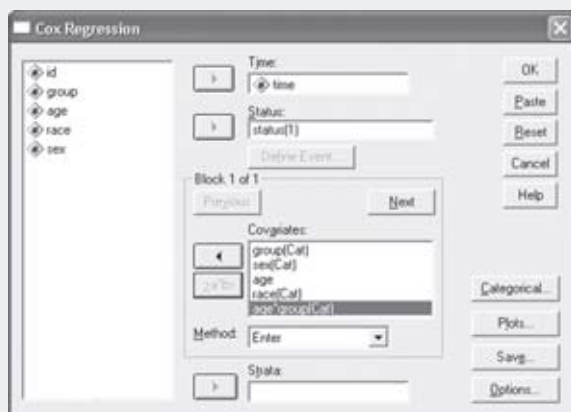 Cox Regression
id
group
age
race
sex
Time:
time
Status:
status(1)
Define Event...
Block 1 of 1
Previous
Next
Covariates:
group(Cat)
sex(Cat)
age
race(Cat)
age*group(Cat)
>a*b>
Method:
Enter
Strata:
OK
Paste
Reset
Cancel
Help
Categorical...
Plots...
Save...
Options...